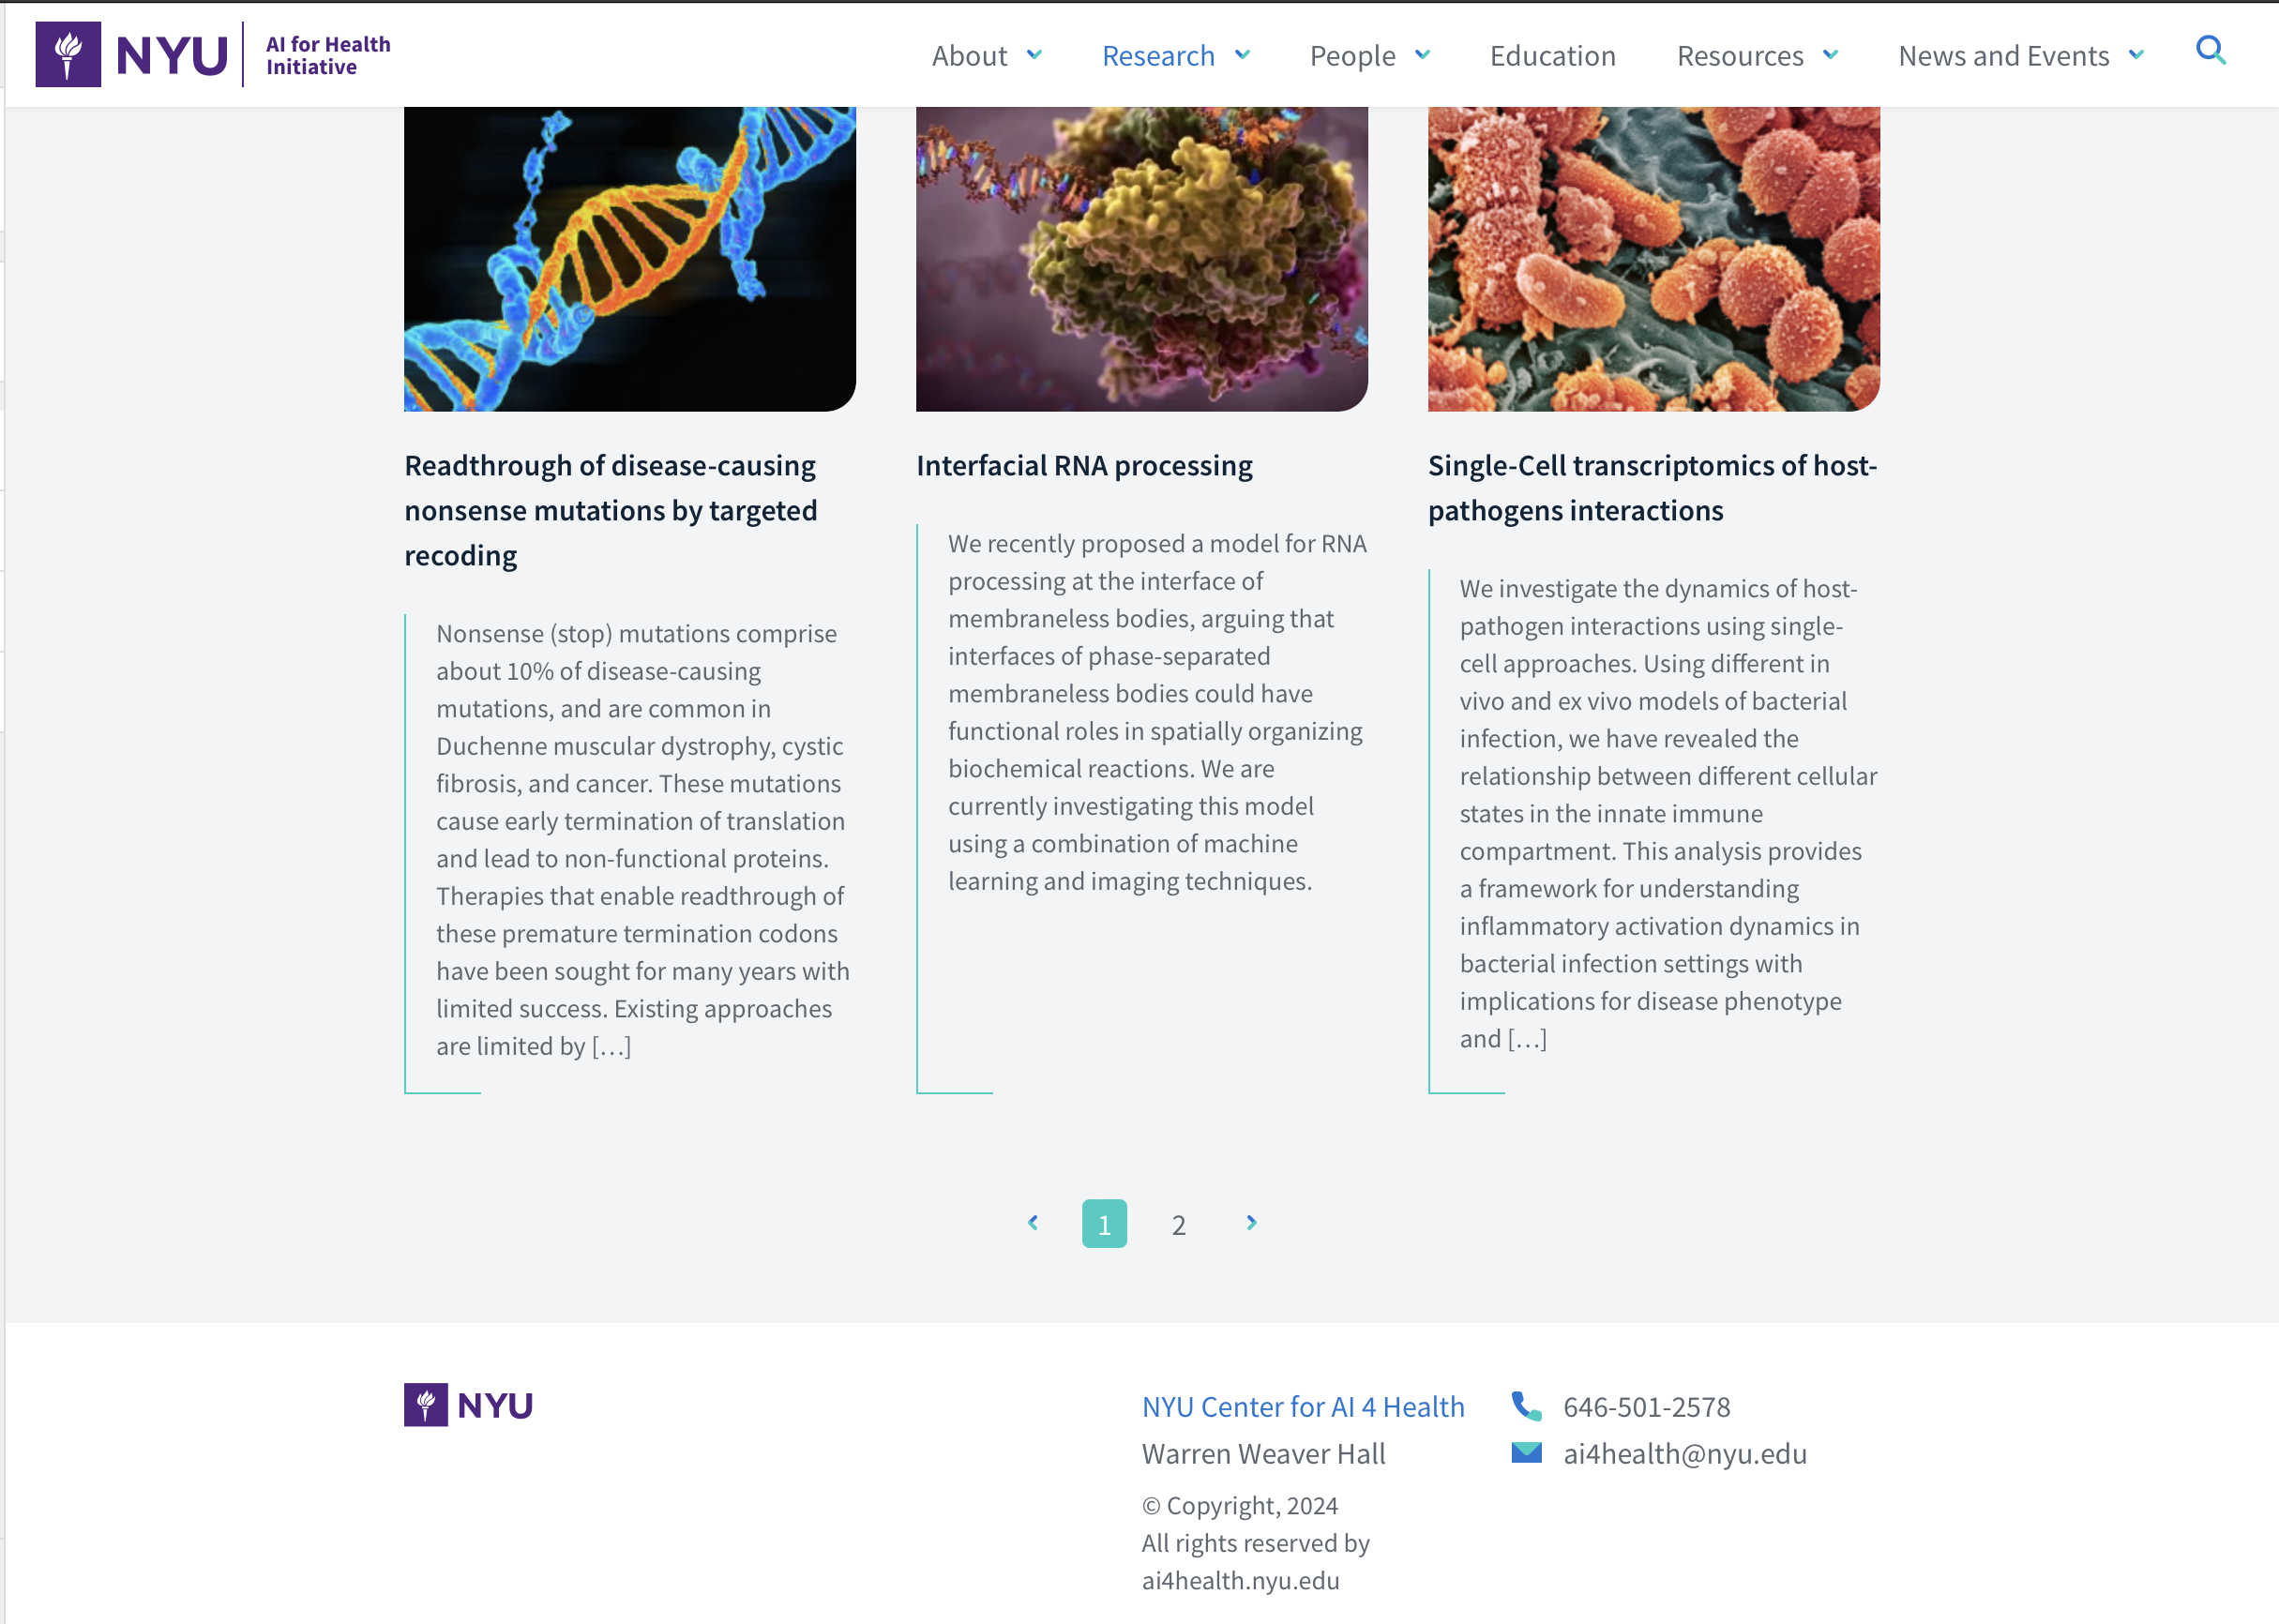 NYU
AI for Health
Initiative
About
Research
People
Education
Resources
News and Events
Readthrough of disease-causing
nonsense mutations by targeted
recoding
Nonsense (stop) mutations comprise
about 10% of disease-causing
mutations, and are common in
Duchenne muscular dystrophy, cystic
fibrosis, and cancer. These mutations
cause early termination of translation
and lead to non-functional proteins.
Therapies that enable readthrough of
these premature termination codons
have been sought for many years with
limited success. Existing approaches
are limited by […]
Interfacial RNA processing
We recently proposed a model for RNA
processing at the interface of
membraneless bodies, arguing that
interfaces of phase-separated
membraneless bodies could have
functional roles in spatially organizing
biochemical reactions. We are
currently investigating this model
using a combination of machine
learning and imaging techniques.
Single-Cell transcriptomics of host-
pathogens interactions
We investigate the dynamics of host-
pathogen interactions using single-
cell approaches. Using different in
vivo and ex vivo models of bacterial
infection, we have revealed the
relationship between different cellular
states in the innate immune
compartment. This analysis provides
a framework for understanding
inflammatory activation dynamics in
bacterial infection settings with
implications for disease phenotype
and […]
1
2
NYU
NYU Center for AI 4 Health
Warren Weaver Hall
© Copyright, 2024
All rights reserved by
ai4health.nyu.edu
646-501-2578
ai4health@nyu.edu